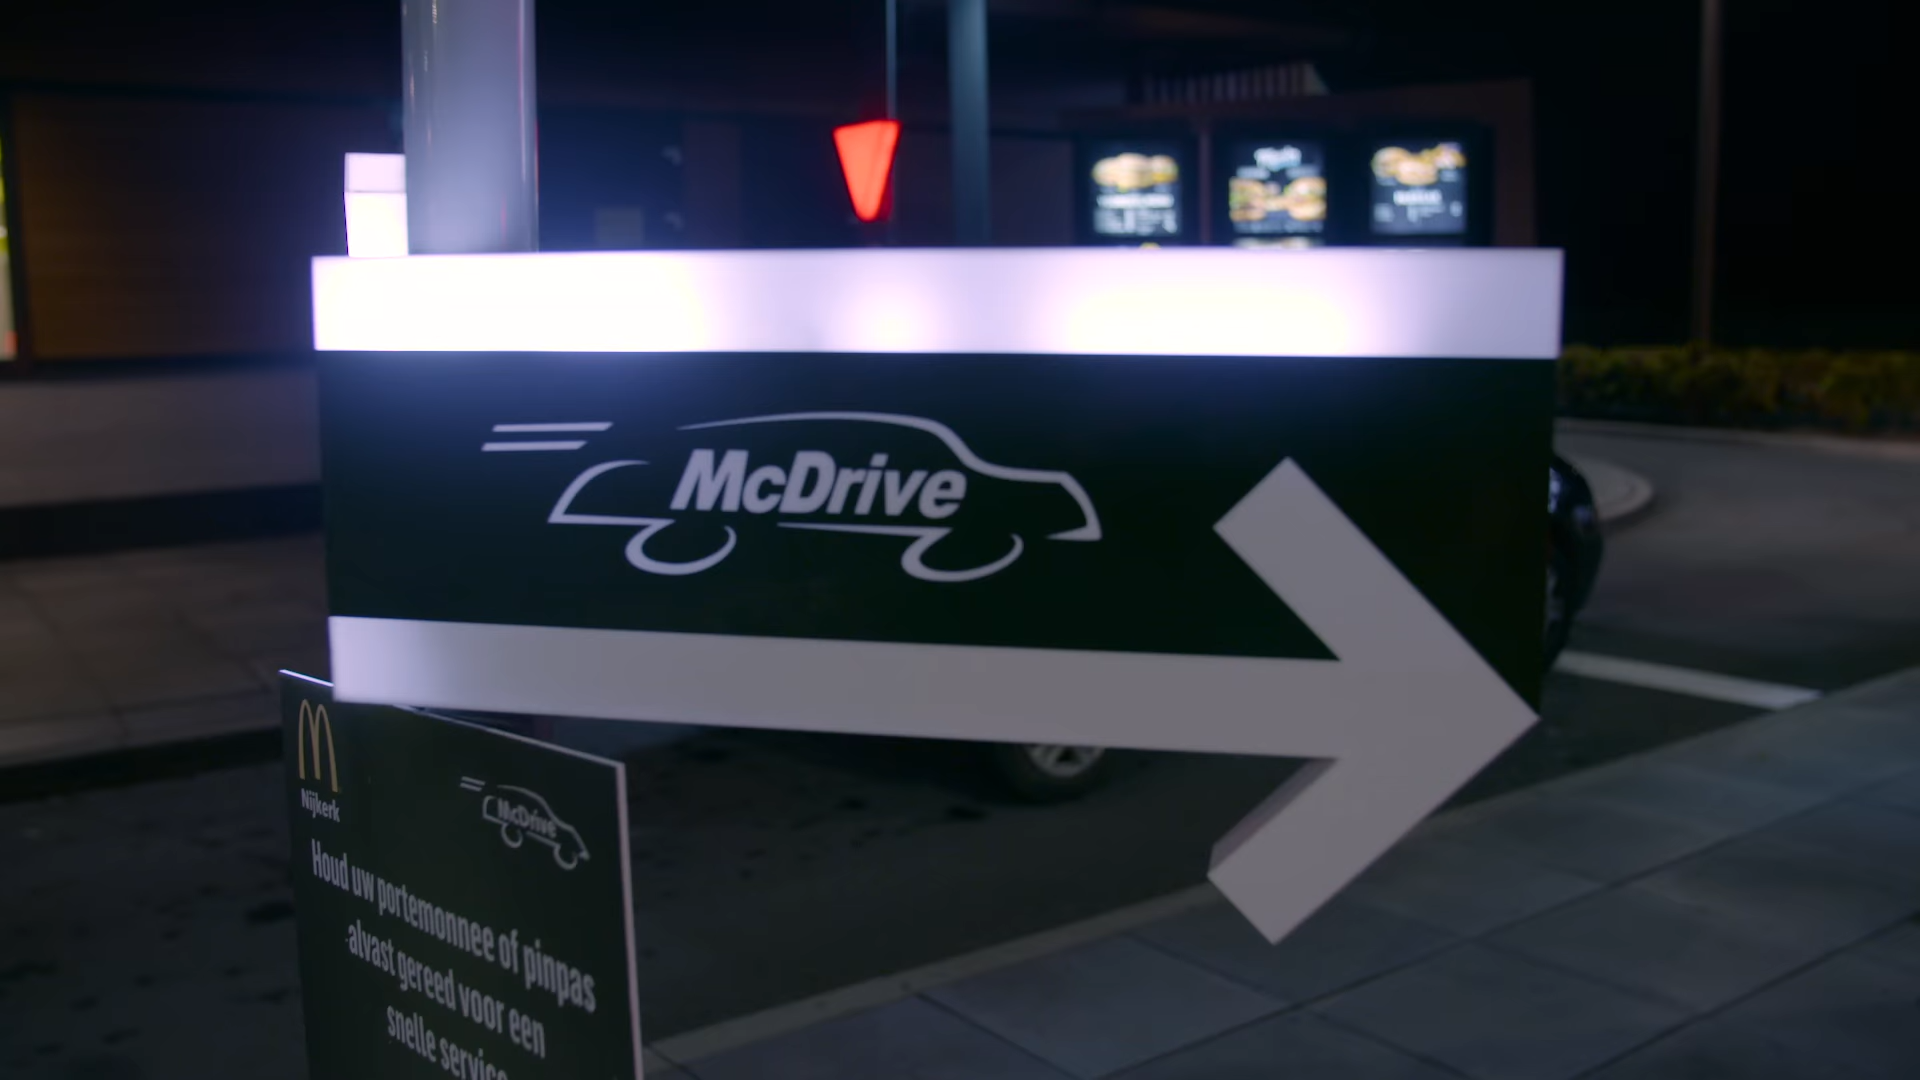 McDrive
Nijkerk
McDrive
Houd uw portemonnee of pinpas
alvast gereed voor een
snelle service